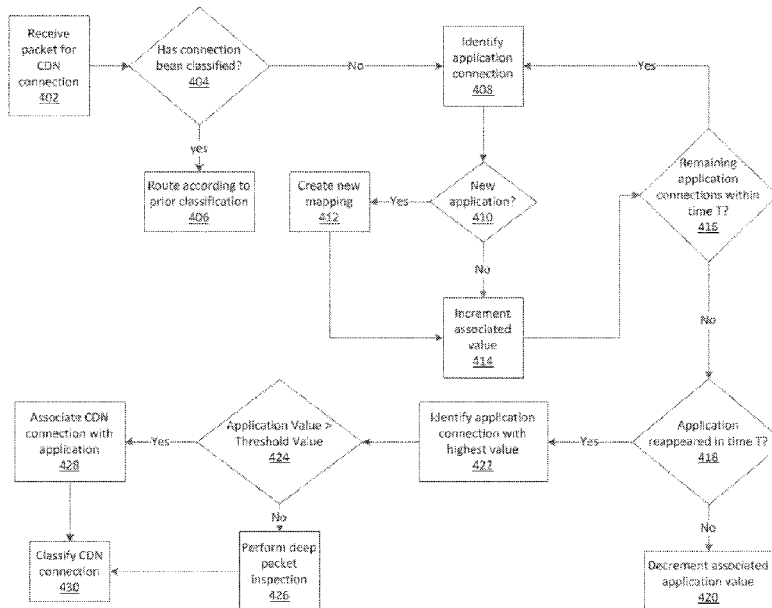 Receive
packet for
CDN
connection
402
Has connection
been classified?
404
No
yes
Route according to
prior classification
406
Identify
application
connection
408
Yes
New
application?
410
Yes
Create new
mapping
412
No
Increment
associated
value
414
Remaining
application
connections within
time T?
416
No
Application
reappeared in time T?
418
Yes
No
Decrement associated
application value
420
Identify application
connection with
highest value
422
Application Value >
Threshold Value
424
Yes
No
Associate CDN
connection with
application
428
Perform deep
packet
inspection
426
Classify CDN
connection
430